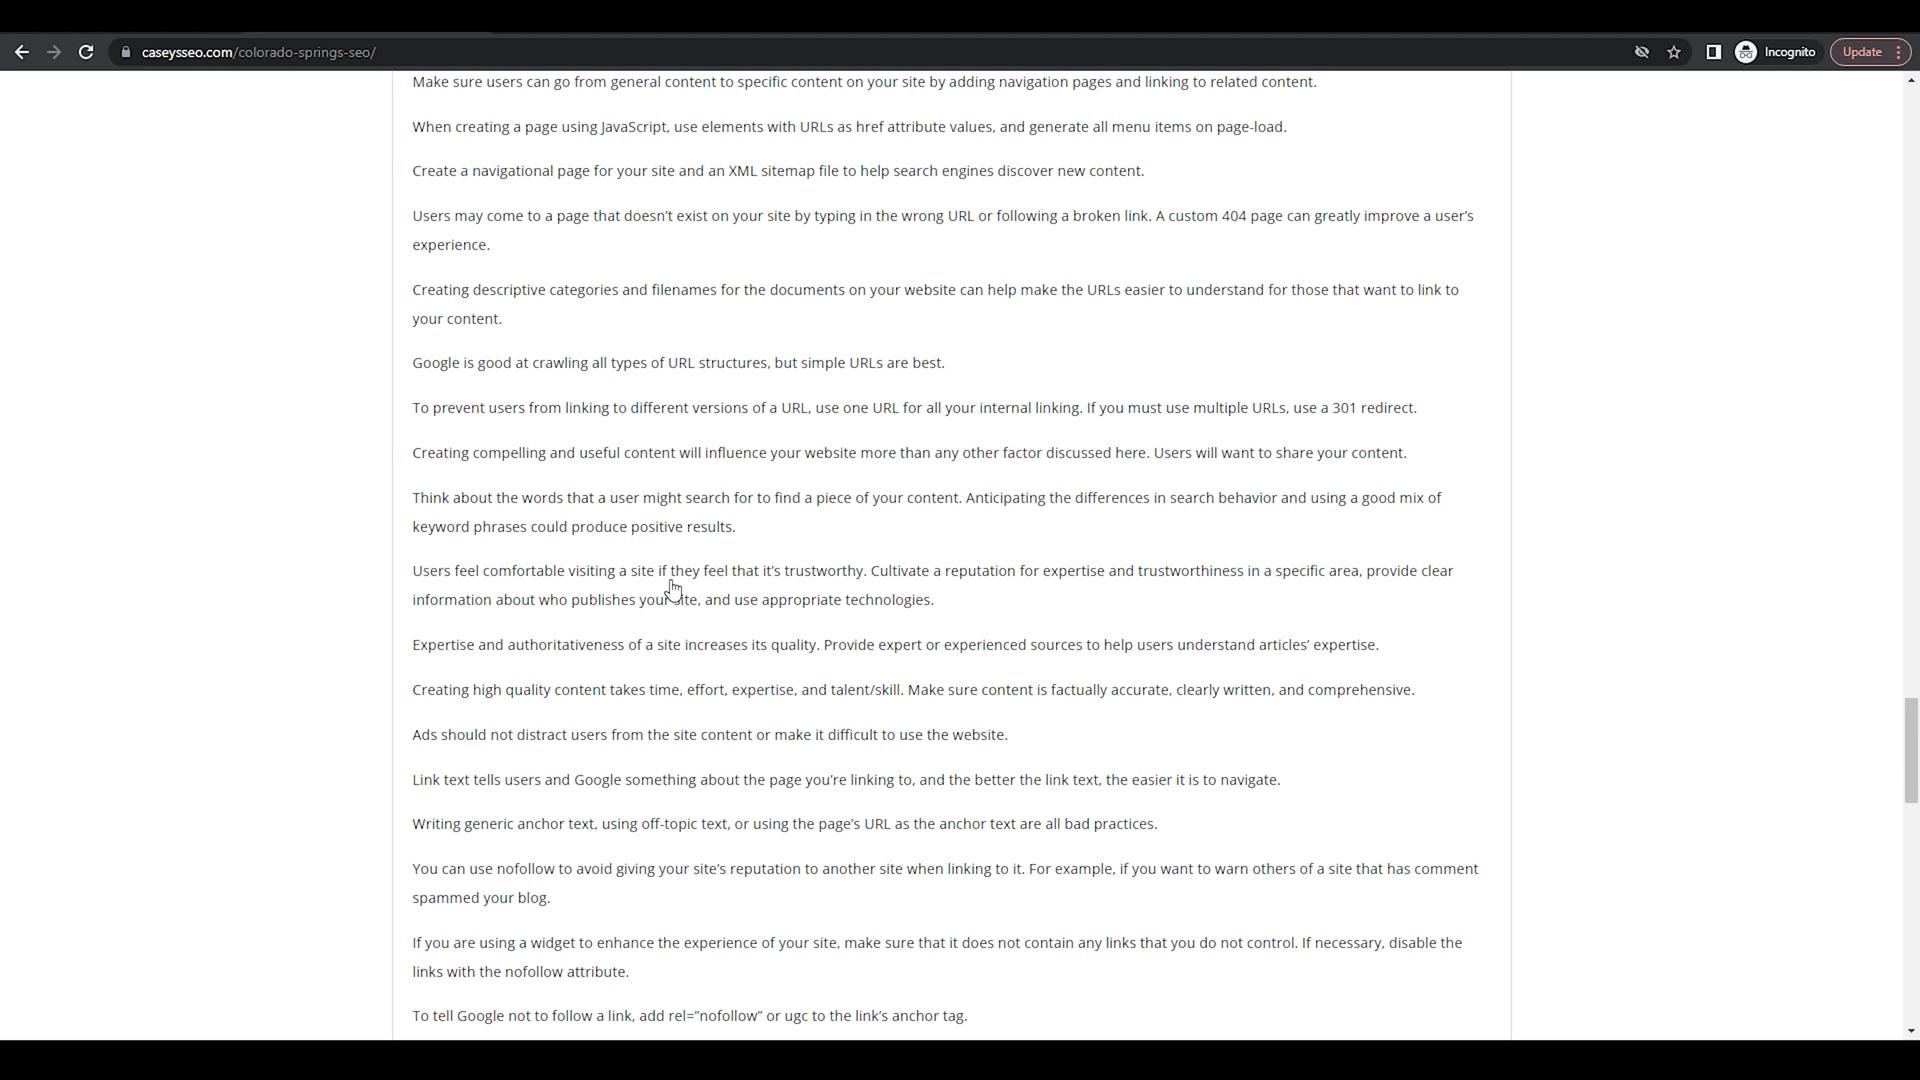 caseysseo.com/colorado-springs-seo/
Incognito
Update
Make sure users can go from general content to specific content on your site by adding navigation pages and linking to related content.
When creating a page using JavaScript, use elements with URLs as href attribute values, and generate all menu items on page-load.
Create a navigational page for your site and an XML sitemap file to help search engines discover new content.
Users may come to a page that doesn’t exist on your site by typing in the wrong URL or following a broken link. A custom 404 page can greatly improve a user’s
experience.
Creating descriptive categories and filenames for the documents on your website can help make the URLs easier to understand for those that want to link to
your content.
Google is good at crawling all types of URL structures, but simple URLs are best.
To prevent users from linking to different versions of a URL, use one URL for all your internal linking. If you must use multiple URLs, use a 301 redirect.
Creating compelling and useful content will influence your website more than any other factor discussed here. Users will want to share your content.
Think about the words that a user might search for to find a piece of your content. Anticipating the differences in search behavior and using a good mix of
keyword phrases could produce positive results.
Users feel comfortable visiting a site if they feel that it’s trustworthy. Cultivate a reputation for expertise and trustworthiness in a specific area, provide clear
information about who publishes your site, and use appropriate technologies.
Expertise and authoritativeness of a site increases its quality. Provide expert or experienced sources to help users understand articles’ expertise.
Creating high quality content takes time, effort, expertise, and talent/skill. Make sure content is factually accurate, clearly written, and comprehensive.
Ads should not distract users from the site content or make it difficult to use the website.
Link text tells users and Google something about the page you’re linking to, and the better the link text, the easier it is to navigate.
Writing generic anchor text, using off-topic text, or using the page’s URL as the anchor text are all bad practices.
You can use nofollow to avoid giving your site’s reputation to another site when linking to it. For example, if you want to warn others of a site that has comment
spammed your blog.
If you are using a widget to enhance the experience of your site, make sure that it does not contain any links that you do not control. If necessary, disable the
links with the nofollow attribute.
To tell Google not to follow a link, add rel=”nofollow” or ugc to the link’s anchor tag.